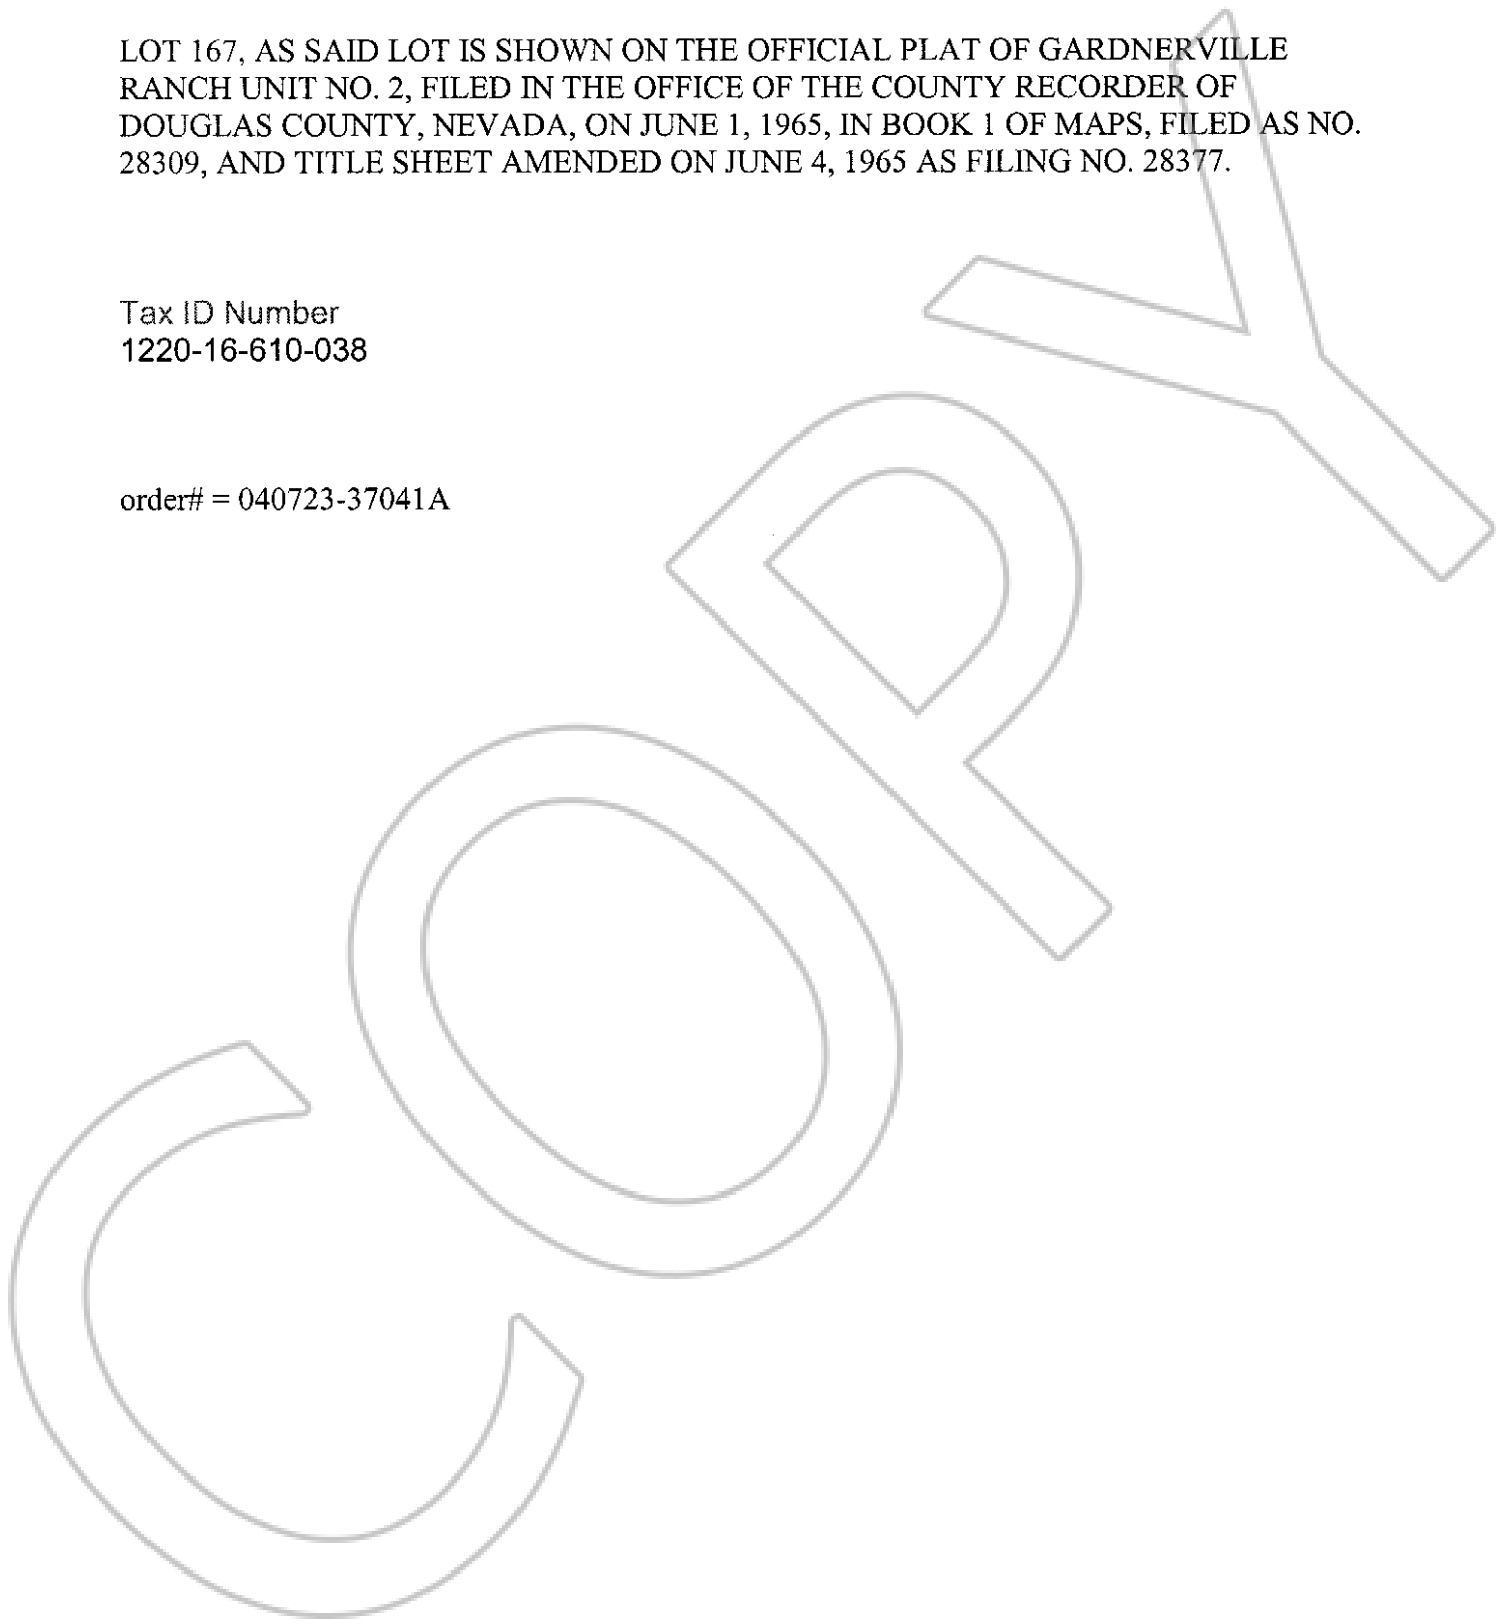 LOT 167, AS SAID LOT IS SHOWN ON THE OFFICIAL PLAT OF GARDNERVILLE
RANCH UNIT NO. 2, FILED IN THE OFFICE OF THE COUNTY RECORDER OF
DOUGLAS COUNTY, NEVADA, ON JUNE 1, 1965, IN BOOK 1 OF MAPS, FILED AS NO.
28309, AND TITLE SHEET AMENDED ON JUNE 4, 1965 AS FILING NO. 28377.
Tax ID Number
1220-16-610-038
order# = 040723-37041A
COPY